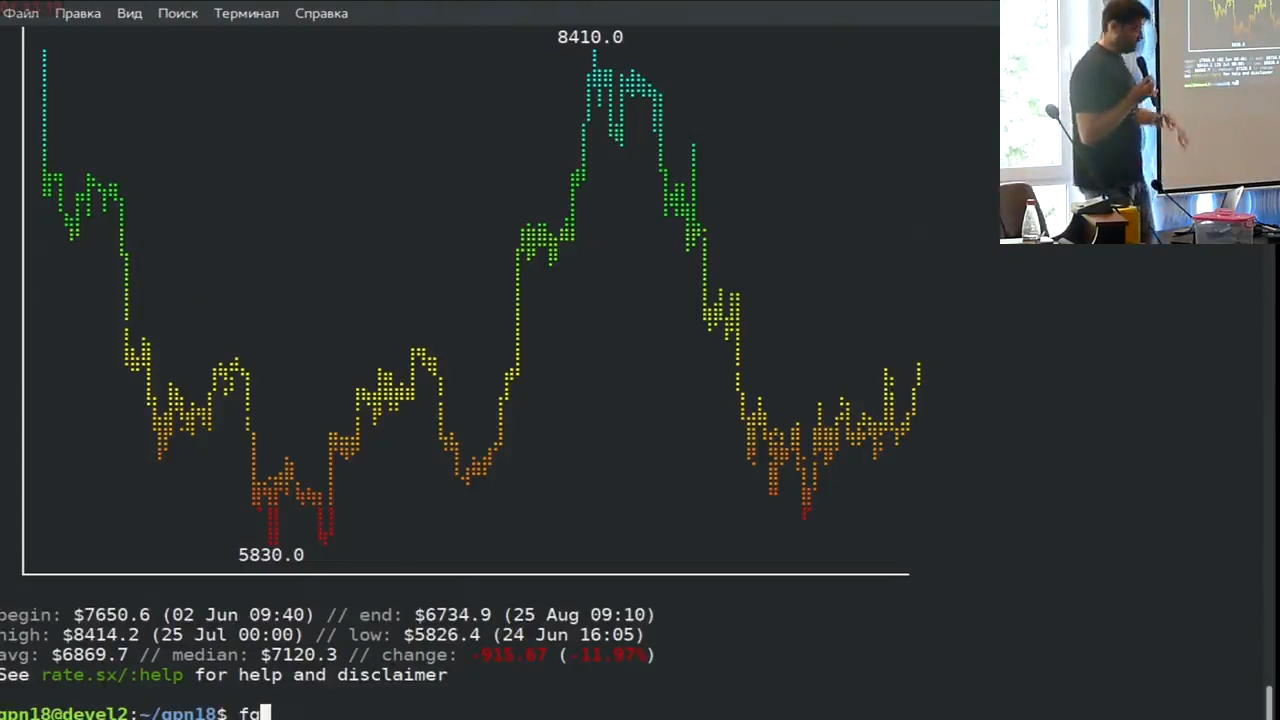 Файл Правка Вид Поиск Терминал Справка
8410.0
5830.0
begin: $7650.6 (02 Jun 09:40) // end: $6734.9 (25 Aug 09:10)
high: $8414.2 (25 Jul 00:00) // low: $5826.4 (24 Jun 16:05)
avg: $6869.7 // median: $7120.3 // change: -915.67 (-11.97%)
See rate.sx/:help for help and disclaimer
gpn18@devel2:~/gpn18$ fg